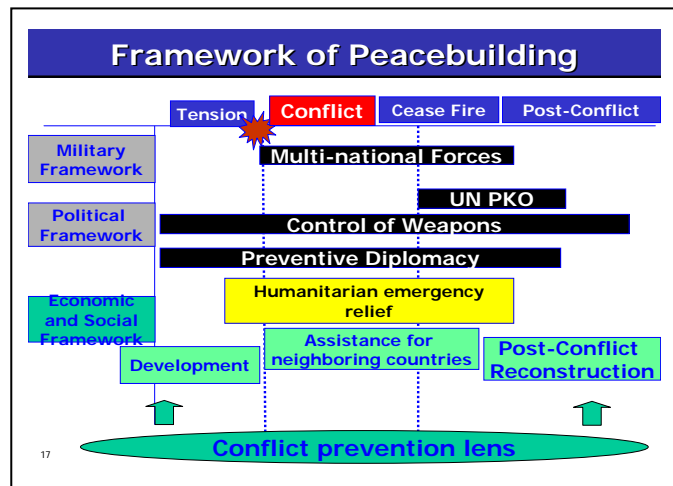 Framework of Peacebuilding
Tension
Conflict
Cease Fire
Post-Conflict
Military
Framework
Multi-national Forces
UN PKO
Political
Framework
Control of Weapons
Preventive Diplomacy
Economic
and Social
Framework
Humanitarian emergency
relief
Development
Assistance for
neighboring countries
Post-Conflict
Reconstruction
Conflict prevention lens
17